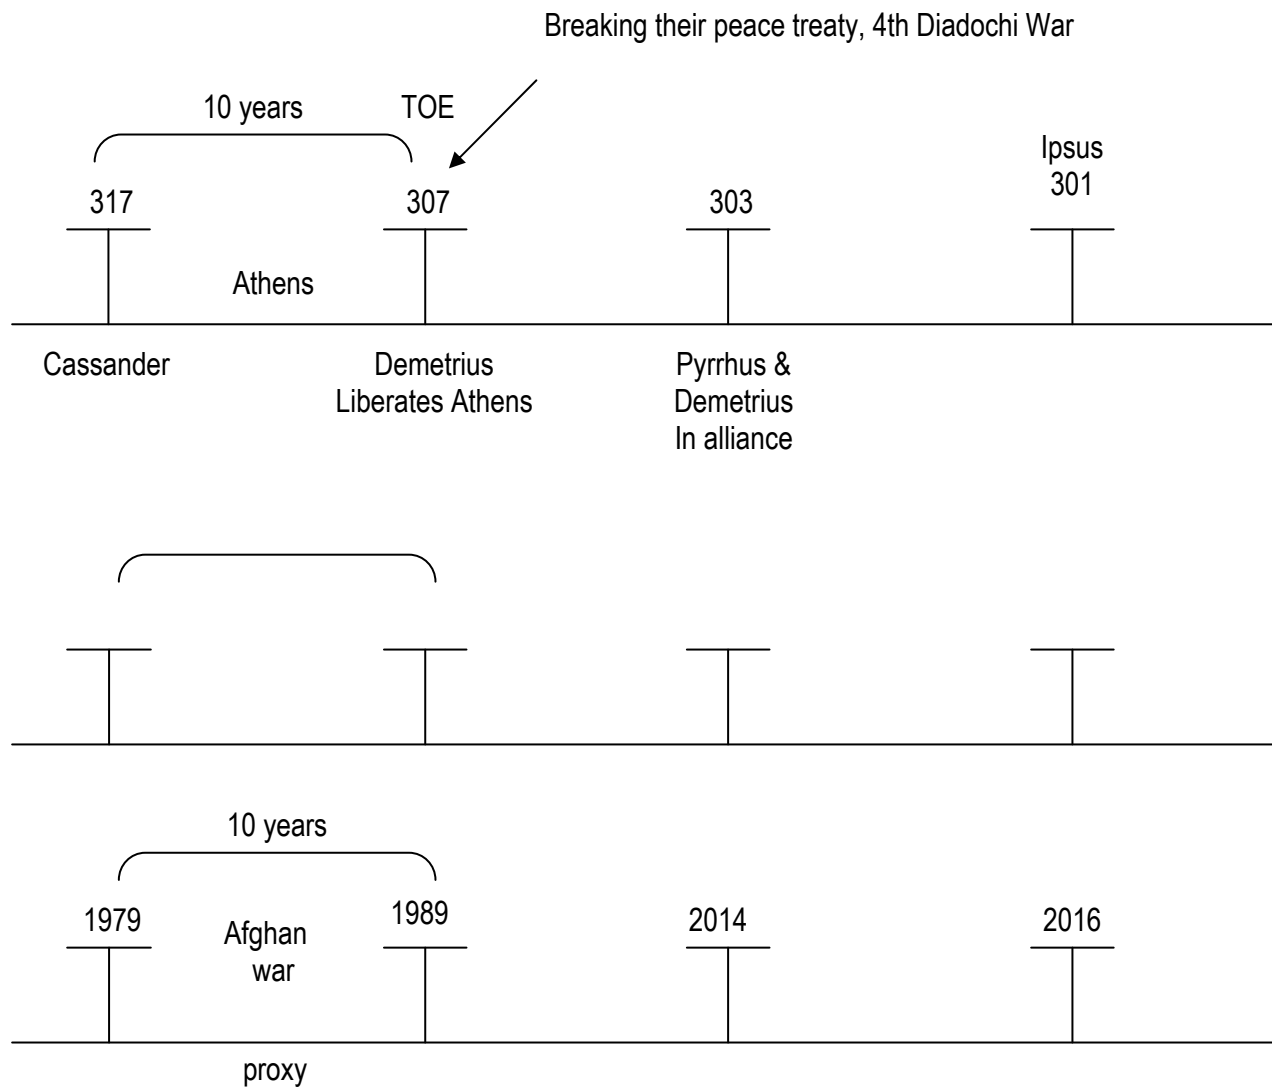 Breaking their peace treaty, 4th Diadochi War
10 years
TOE
Ipsus
317
307
303
301
Athens
Cassander
Demetrius
Liberates Athens
Pyrrhus &
Demetrius
In alliance
10 years
1979
Afghan
war
1989
2014
2016
proxy